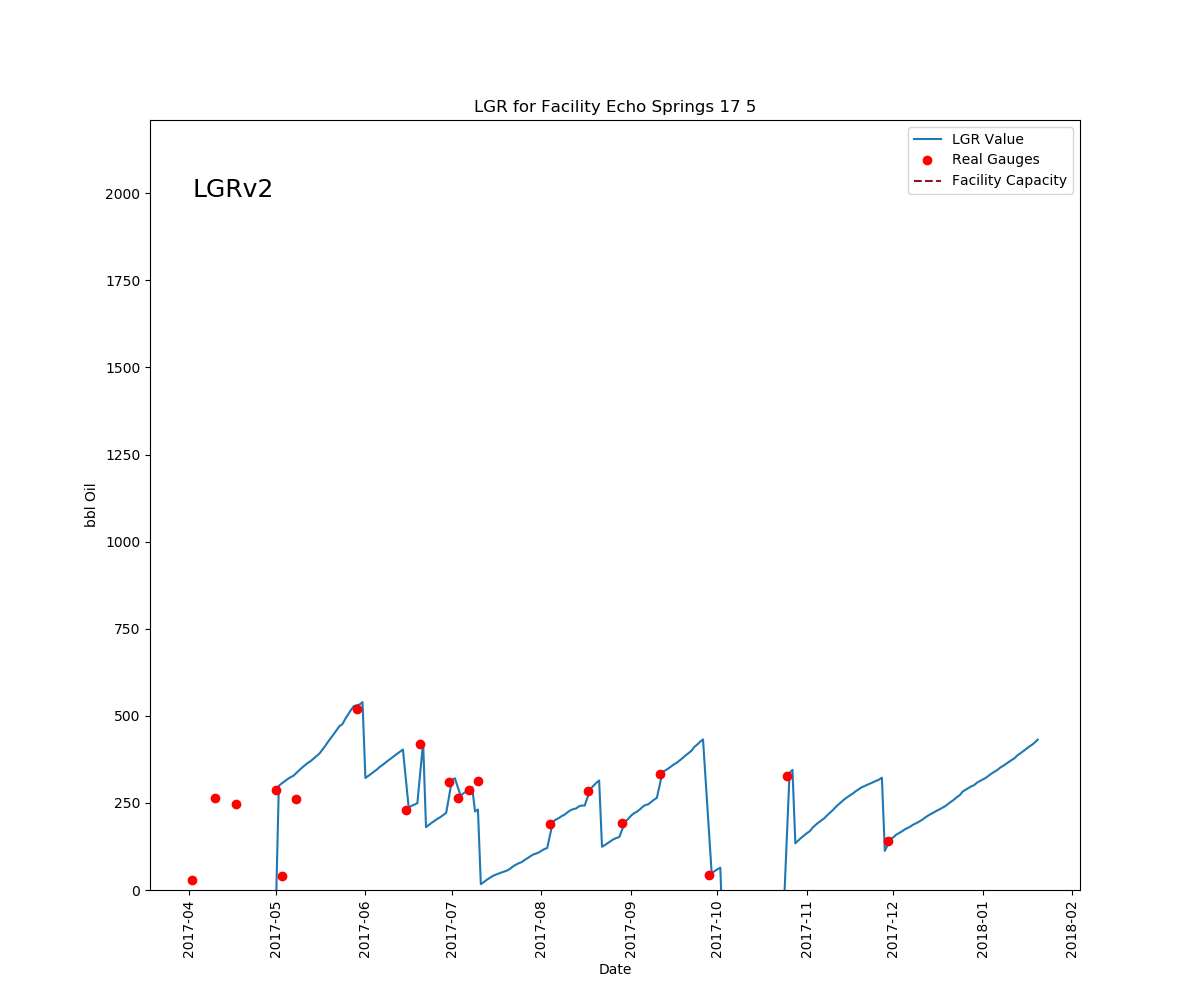 LGR for Facility Echo Springs 17 5
LGR Value
Real Gauges
Facility Capacity
LGRv2
2000
1750
1500
1250
1000
750
500
250
0
bbl Oil
2017-04
2017-05
2017-06
2017-07
2017-08
2017-09
2017-10
2017-11
2017-12
2018-01
2018-02
Date